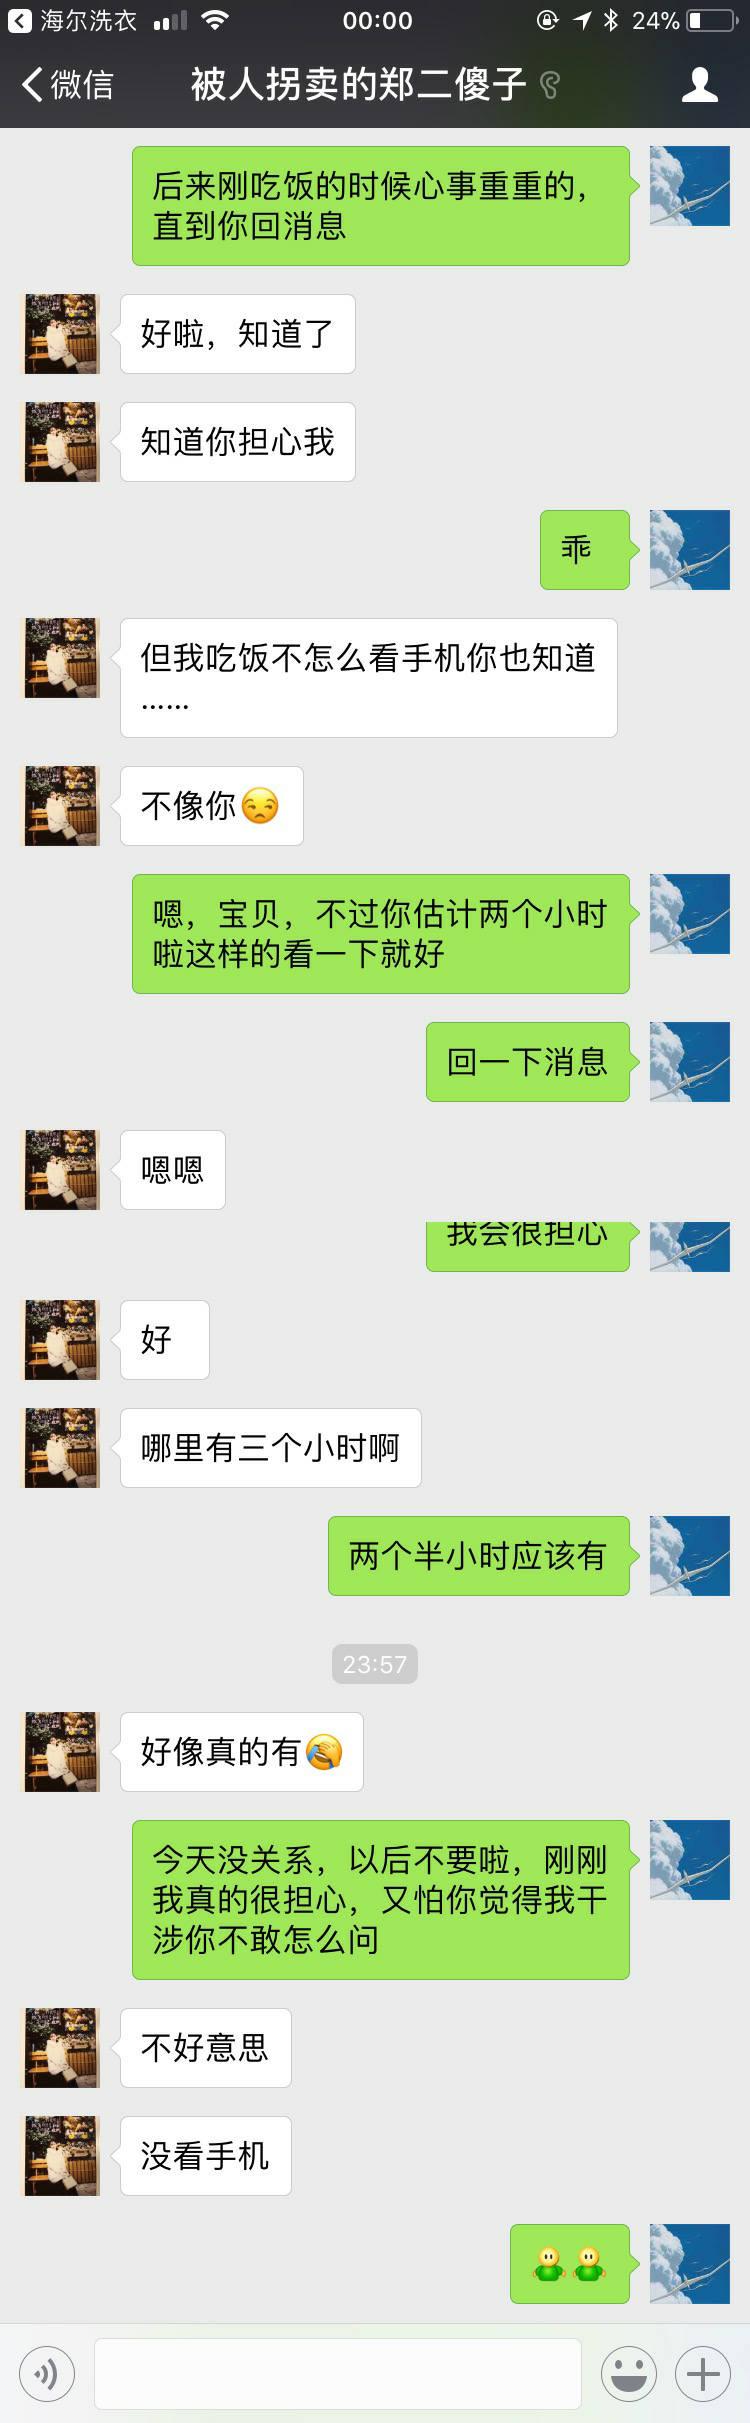 海尔洗衣 00:00 24%
微信 被人拐卖的郑二傻子
后来刚吃饭的时候心事重重的，
直到你回消息
好啦，知道了
知道你担心我
乖
但我吃饭不怎么看手机你也知道
……
不像你
嗯，宝贝，不过你估计两个小时
啦这样的看一下就好
回一下消息
嗯嗯
我会很担心
好
哪里有三个小时啊
两个半小时应该有
23:57
好像真的有
今天没关系，以后不要啦，刚刚
我真的很担心，又怕你觉得我干
涉你不敢怎么问
不好意思
没看手机